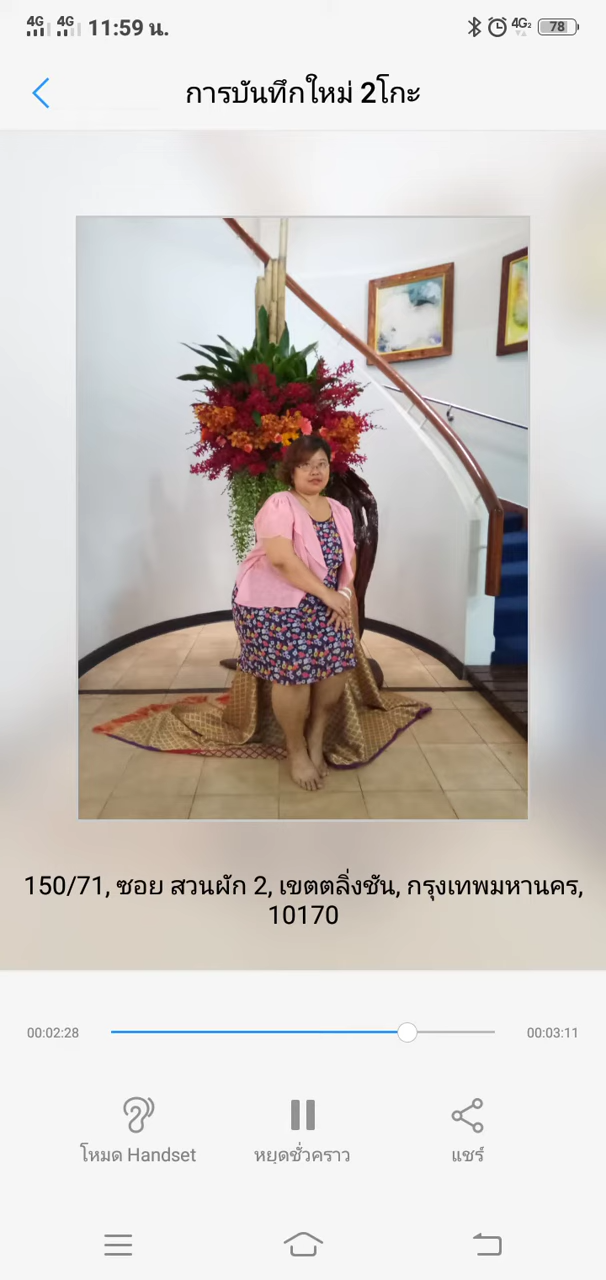 4G 4G 11:59 น. 4G2 78
การบันทึกใหม่ 2โกะ
150/71, ซอย สวนผัก 2, เขตตลิ่งชัน, กรุงเทพมหานคร,
10170
00:02:28 00:03:11
โหมด Handset หยุดชั่วคราว แชร์